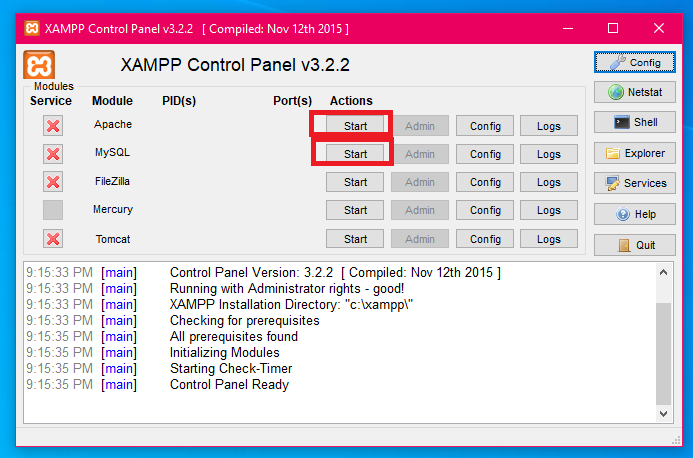 XAMPP Control Panel v3.2.2 [ Compiled: Nov 12th 2015 ]
XAMPP Control Panel v3.2.2
Config
Modules
Service Module PID(s) Port(s) Actions
Netstat
Apache Start Admin Config Logs
Shell
MySQL Start Admin Config Logs
Explorer
FileZilla Start Admin Config Logs
Services
Mercury Start Admin Config Logs
Help
Tomcat Start Admin Config Logs
Quit
9:15:33 PM [main] Control Panel Version: 3.2.2 [ Compiled: Nov 12th 2015 ]
9:15:33 PM [main] Running with Administrator rights - good!
9:15:33 PM [main] XAMPP Installation Directory: "c:\xampp\"
9:15:33 PM [main] Checking for prerequisites
9:15:35 PM [main] All prerequisites found
9:15:35 PM [main] Initializing Modules
9:15:35 PM [main] Starting Check-Timer
9:15:35 PM [main] Control Panel Ready